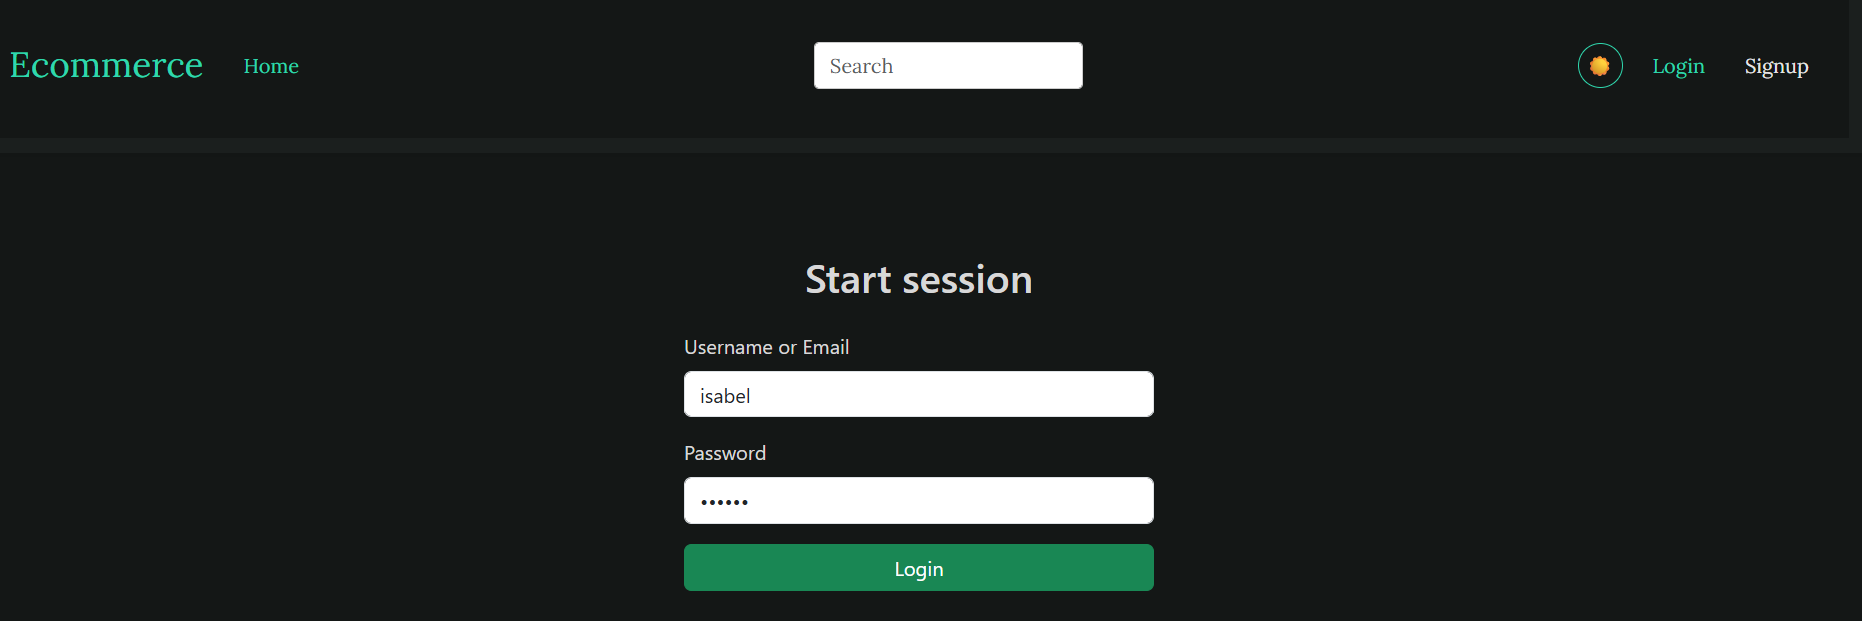 Ecommerce Home Search Login Signup
Start session
Username or Email
isabel
Password
••••••
Login